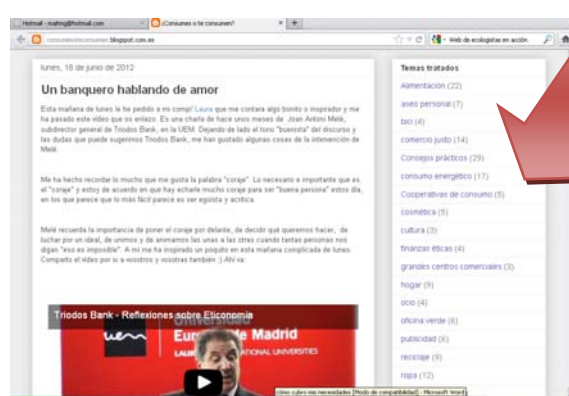 Hotmail - malmg@hotmail.com
¿Consumes o te consumen?
consumesoteconsumen.blogspot.com.es
Web de ecologistas en acción
lunes, 18 de junio de 2012
Un banquero hablando de amor
Esta mañana de lunes le he pedido a mi compi' Laura que me contara algo bonito o inspirador y me
ha pasado este vídeo que os enlazo. Es una charla de hace unos meses de Joan Antoni Melé,
subdirector general de Triodos Bank, en la UEM. Dejando de lado el tono "buenista" del discurso y
las dudas que puede sugerirnos Triodos Bank, me han gustado algunas cosas de la intervención de
Melé.
Me ha hecho recordar lo mucho que me gusta la palabra "coraje". Lo necesario e importante que es
el "coraje" y estoy de acuerdo en que hay echarle mucho coraje para ser "buena persona" estos día,
en los que parece que lo más fácil parece es ser egoísta y acrítica.
Melé recuerda la importancia de poner el coraje por delante, de decidir qué queremos hacer, de
luchar por un ideal, de unirnos y de animarnos las unas a las otras cuando tantas personas nos
digan "eso es imposible". A mí me ha inspirado un poquito en esta mañana complicada de lunes.
Comparto el vídeo por si a vosotros y vosotras también :) Ahí va:
Triodos Bank - Reflexiones sobre Eticonomía
Universidad
uem Europea de Madrid
LAUREATE INTERNATIONAL UNIVERSITIES
cómo cubro mis necesidades [Modo de compatibilidad] - Microsoft Word
Temas tratados
Alimentación (22)
aseo personal (7)
bici (4)
comercio justo (14)
Consejos prácticos (29)
consumo energético (17)
Cooperativas de consumo (5)
cosmética (5)
cultura (3)
finanzas éticas (4)
grandes centros comerciales (3)
hogar (9)
ocio (4)
oficina verde (6)
publicidad (6)
reciclaje (9)
ropa (12)